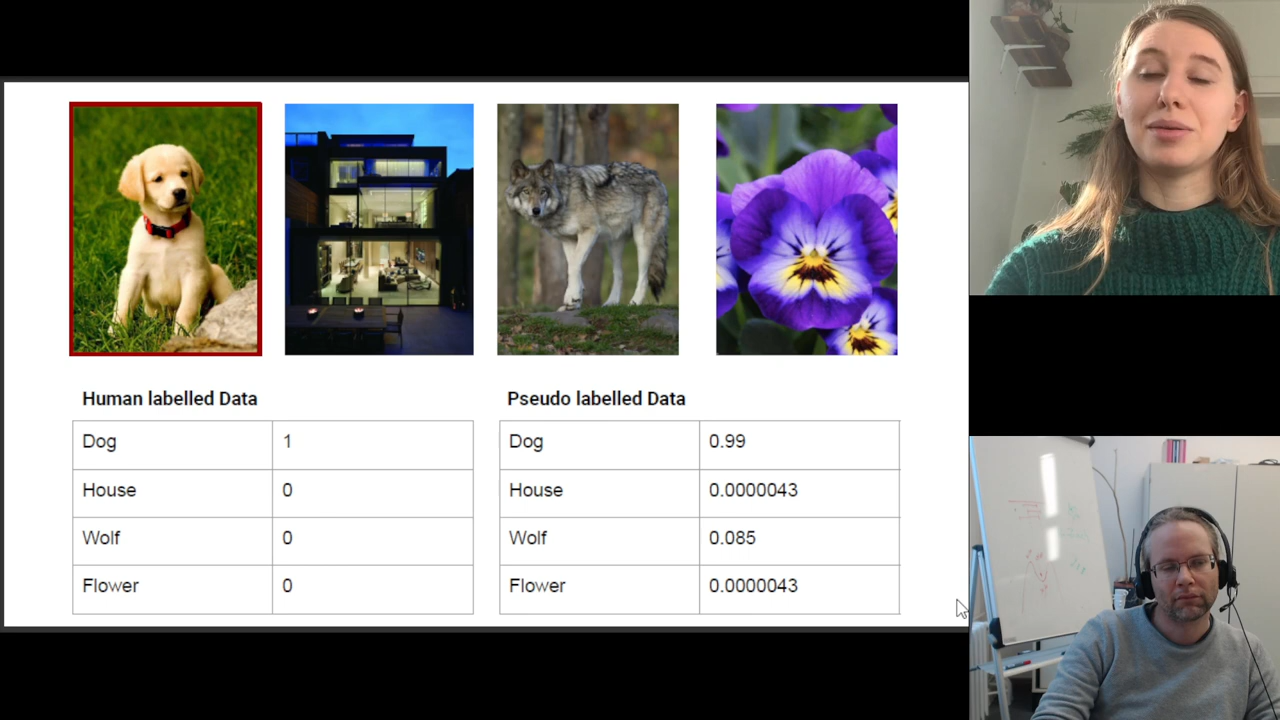 Human labelled Data
Dog 1
House 0
Wolf 0
Flower 0
Pseudo labelled Data
Dog 0.99
House 0.0000043
Wolf 0.085
Flower 0.0000043